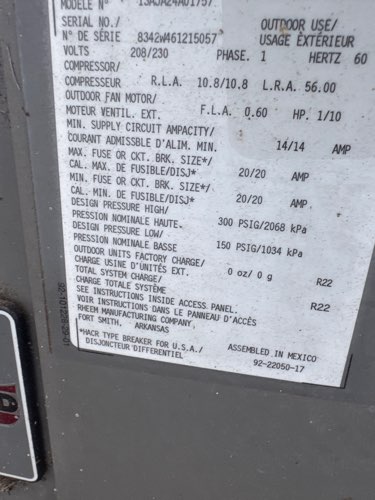 MODÈLE N° 13AJA24A01757
SERIAL NO./ OUTDOOR USE/
N° DE SÉRIE 8342W461215057 USAGE EXTÉRIEUR
VOLTS 208/230 PHASE. 1 HERTZ 60
COMPRESSOR/
COMPRESSEUR R.L.A. 10.8/10.8 L.R.A. 56.00
OUTDOOR FAN MOTOR/
MOTEUR VENTIL. EXT. F.L.A. 0.60 HP. 1/10
MIN. SUPPLY CIRCUIT AMPACITY/
COURANT ADMISSBLE D'ALIM. MIN. 14/14 AMP
MAX. FUSE OR CKT. BRK. SIZE*/
CAL. MAX. DE FUSIBLE/DISJ* 20/20 AMP
MIN. FUSE OR CKT. BRK. SIZE*/
CAL. MIN. DE FUSIBLE/DISJ* 20/20 AMP
DESIGN PRESSURE HIGH/
PRESSION NOMINALE HAUTE. 300 PSIG/2068 kPa
DESIGN PRESSURE LOW/
PRESSION NOMINALE BASSE 150 PSIG/1034 kPa
OUTDOOR UNITS FACTORY CHARGE/
CHARGE USINE D'UNITÉS EXT. 0 oz/0 g R22
TOTAL SYSTEM CHARGE/
CHARGE TOTALE SYSTÈME R22
SEE INSTRUCTIONS INSIDE ACCESS PANEL.
VOIR INSTRUCTIONS DANS LE PANNEAU D'ACCÈS
RHEEM MANUFACTURING COMPANY,
FORT SMITH, ARKANSAS
*HACR TYPE BREAKER FOR U.S.A./ ASSEMBLED IN MEXICO
DISJONCTEUR DIFFERENTIEL 92-22050-17